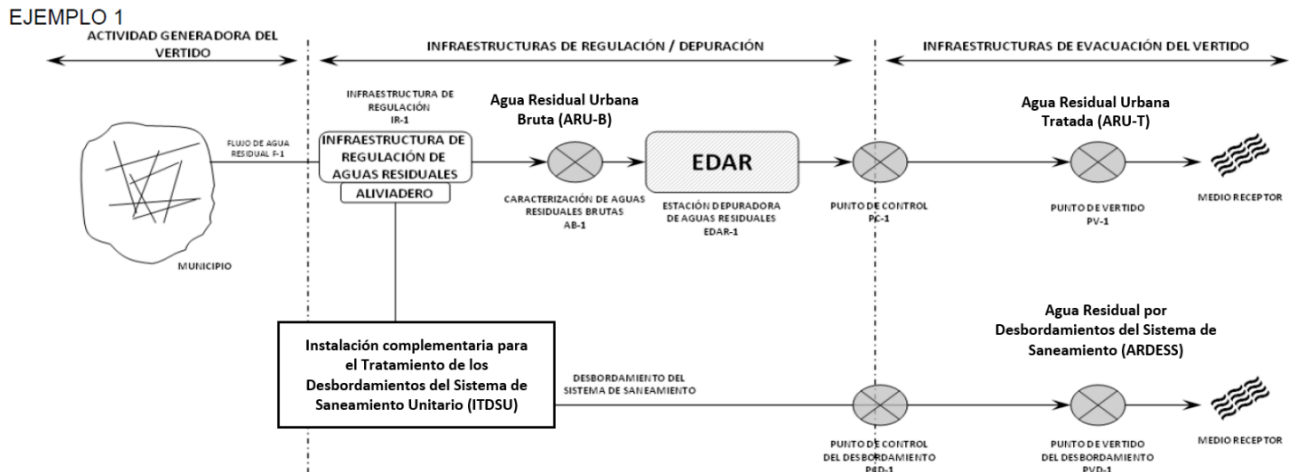 EJEMPLO 1
ACTIVIDAD GENERADORA DEL
VERTIDO
INFRAESTRUCTURAS DE REGULACIÓN / DEPURACIÓN
INFRAESTRUCTURAS DE EVACUACIÓN DEL VERTIDO
INFRAESTRUCTURA DE
REGULACIÓN
IR-1
Agua Residual Urbana
Bruta (ARU-B)
Agua Residual Urbana
Tratada (ARU-T)
FLUJO DE AGUA
RESIDUAL F-1
INFRAESTRUCTURA DE
REGULACIÓN DE
AGUAS RESIDUALES
ALIVIADERO
EDAR
CARACTERIZACIÓN DE AGUAS
RESIDUALES BRUTAS
AB-1
ESTACIÓN DEPURADORA
DE AGUAS RESIDUALES
EDAR-1
PUNTO DE CONTROL
PC-1
PUNTO DE VERTIDO
PV-1
MEDIO RECEPTOR
MUNICIPIO
Instalación complementaria para
el Tratamiento de los
Desbordamientos del Sistema de
Saneamiento Unitario (ITDSU)
DESBORDAMIENTO DEL
SISTEMA DE SANEAMIENTO
Agua Residual por
Desbordamientos del Sistema de
Saneamiento (ARDESS)
PUNTO DE CONTROL
DEL DESBORDAMIENTO
PCD-1
PUNTO DE VERTIDO
DEL DESBORDAMIENTO
PVD-1
MEDIO RECEPTOR